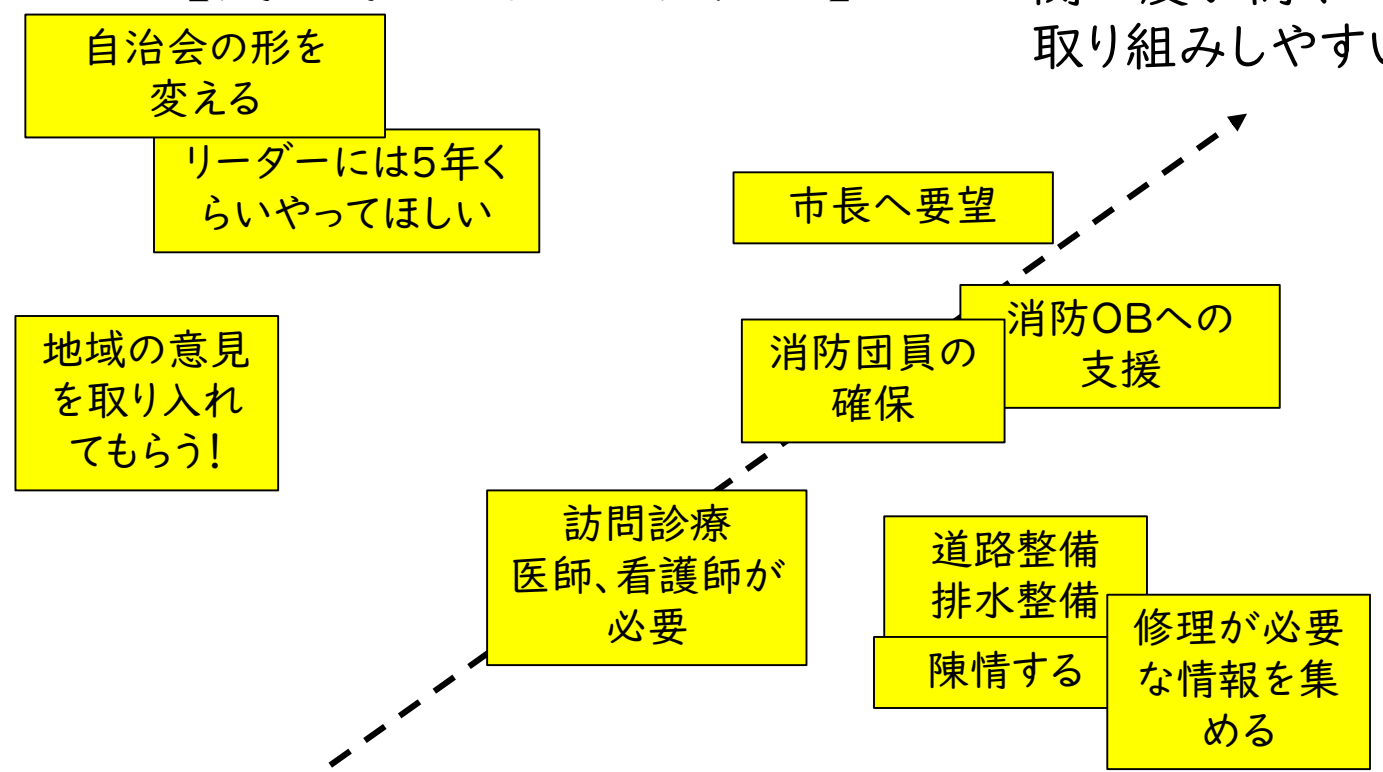 取り組みしやすい
自治会の形を
変える
リーダーには5年く
らいやってほしい
市長へ要望
消防OBへの
支援
消防団員の
確保
地域の意見
を取り入れ
てもらう!
訪問診療
医師、看護師が
必要
道路整備
排水整備
陳情する
修理が必要
な情報を集
める